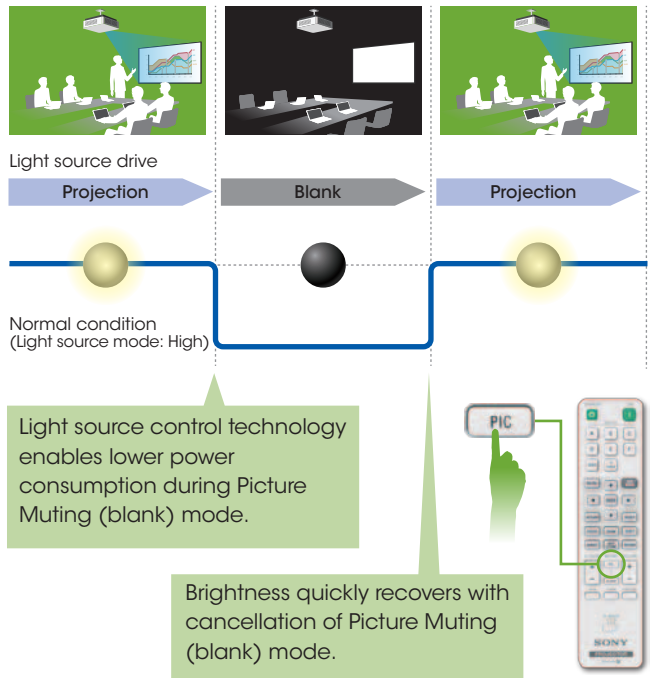 Light source drive
Projection
Blank
Projection
Normal condition
(Light source mode: High)
Light source control technology
enables lower power
consumption during Picture
Muting (blank) mode.
PIC
Brightness quickly recovers with
cancellation of Picture Muting
(blank) mode.
SONY